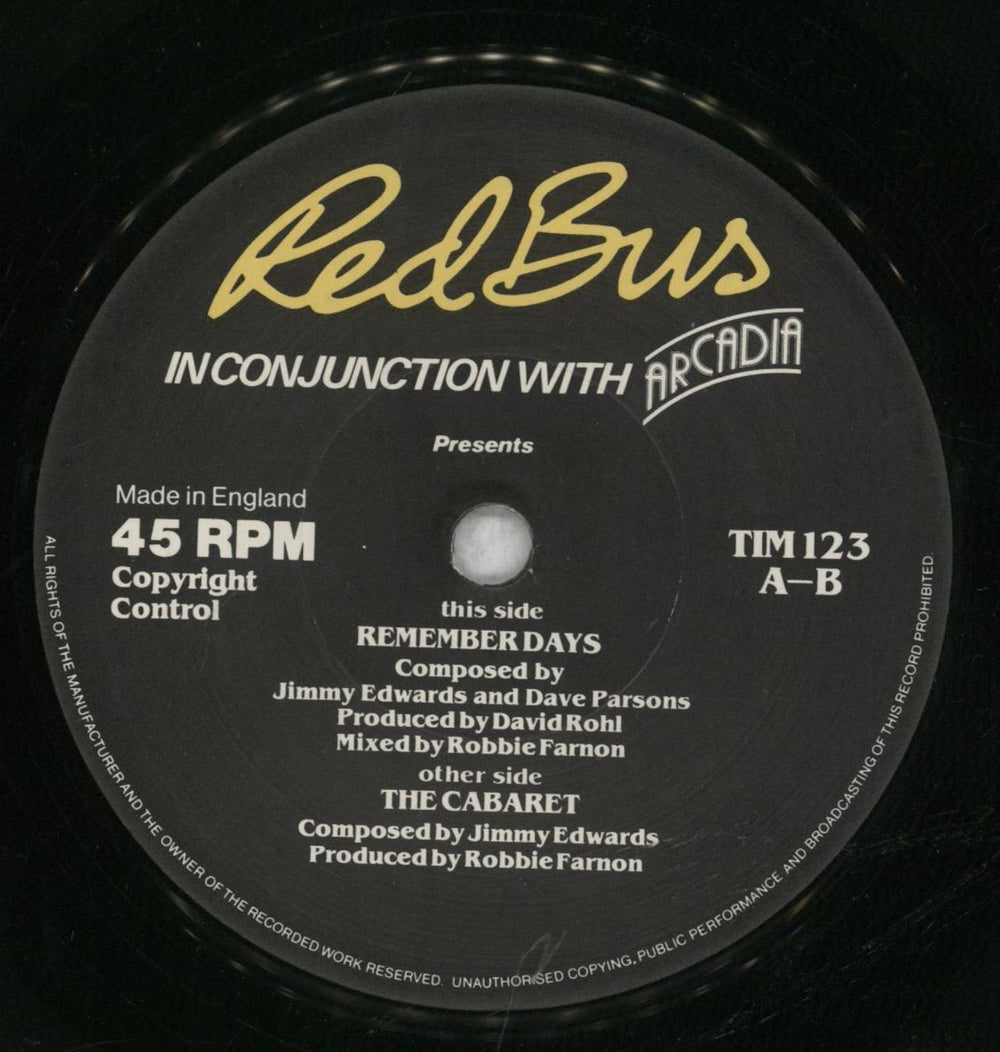 Red Bus
IN CONJUNCTION WITH ARCADIA
Presents
Made in England
45 RPM
Copyright
Control
TIM 123
A–B
this side
REMEMBER DAYS
Composed by
Jimmy Edwards and Dave Parsons
Produced by David Rohl
Mixed by Robbie Farnon
other side
THE CABARET
Composed by Jimmy Edwards
Produced by Robbie Farnon
ALL RIGHTS OF THE MANUFACTURER AND THE OWNER OF THE RECORDED WORK RESERVED. UNAUTHORISED COPYING, PUBLIC PERFORMANCE AND BROADCASTING OF THIS RECORD PROHIBITED.